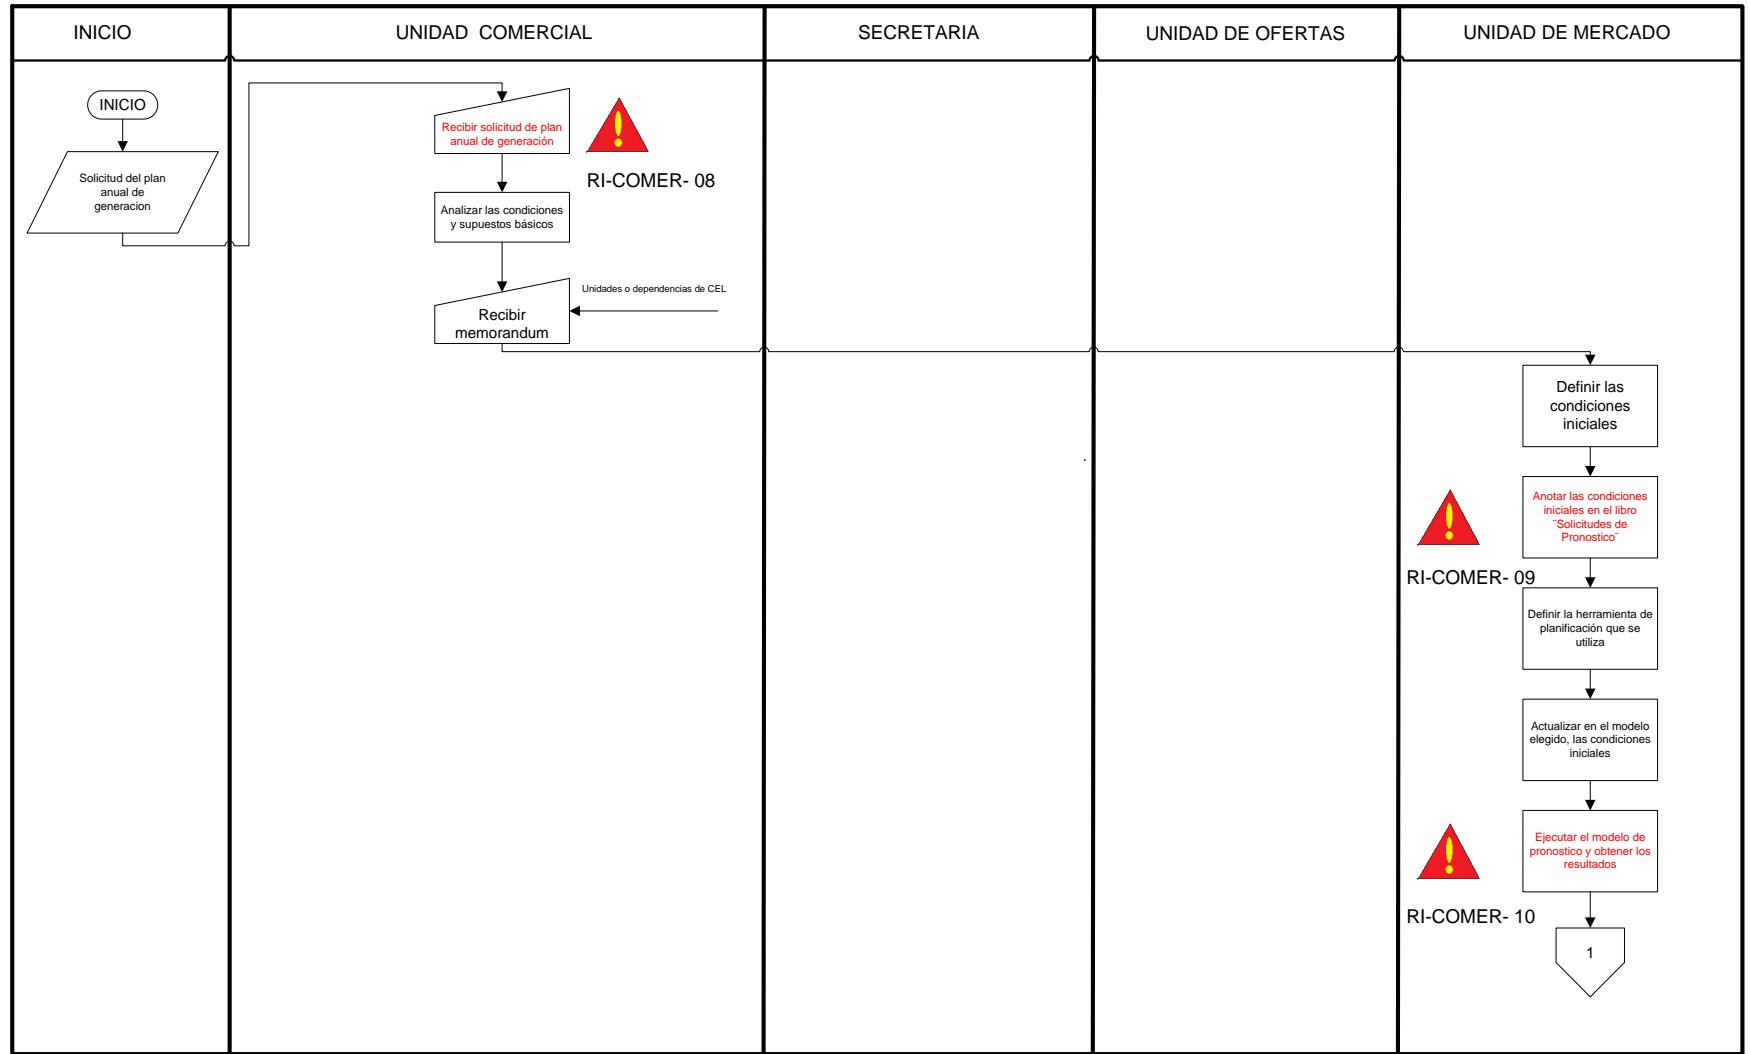 INICIO
UNIDAD COMERCIAL
SECRETARIA
UNIDAD DE OFERTAS
UNIDAD DE MERCADO
INICIO
Solicitud del plan
anual de
generacion
Recibir solicitud de plan
anual de generación
RI-COMER- 08
Analizar las condiciones
y supuestos básicos
Unidades o dependencias de CEL
Recibir
memorandum
Definir las
condiciones
iniciales
Anotar las condiciones
iniciales en el libro
¨Solicitudes de
Pronostico¨
RI-COMER- 09
Definir la herramienta de
planificación que se
utiliza
Actualizar en el modelo
elegido, las condiciones
iniciales
Ejecutar el modelo de
pronostico y obtener los
resultados
RI-COMER- 10
1